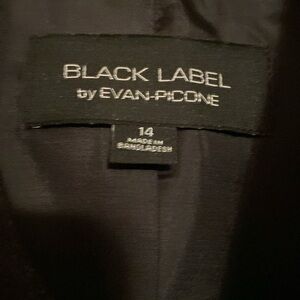 BLACK LABEL
by EVAN-PICONE
14
MADE IN
BANGLADESH